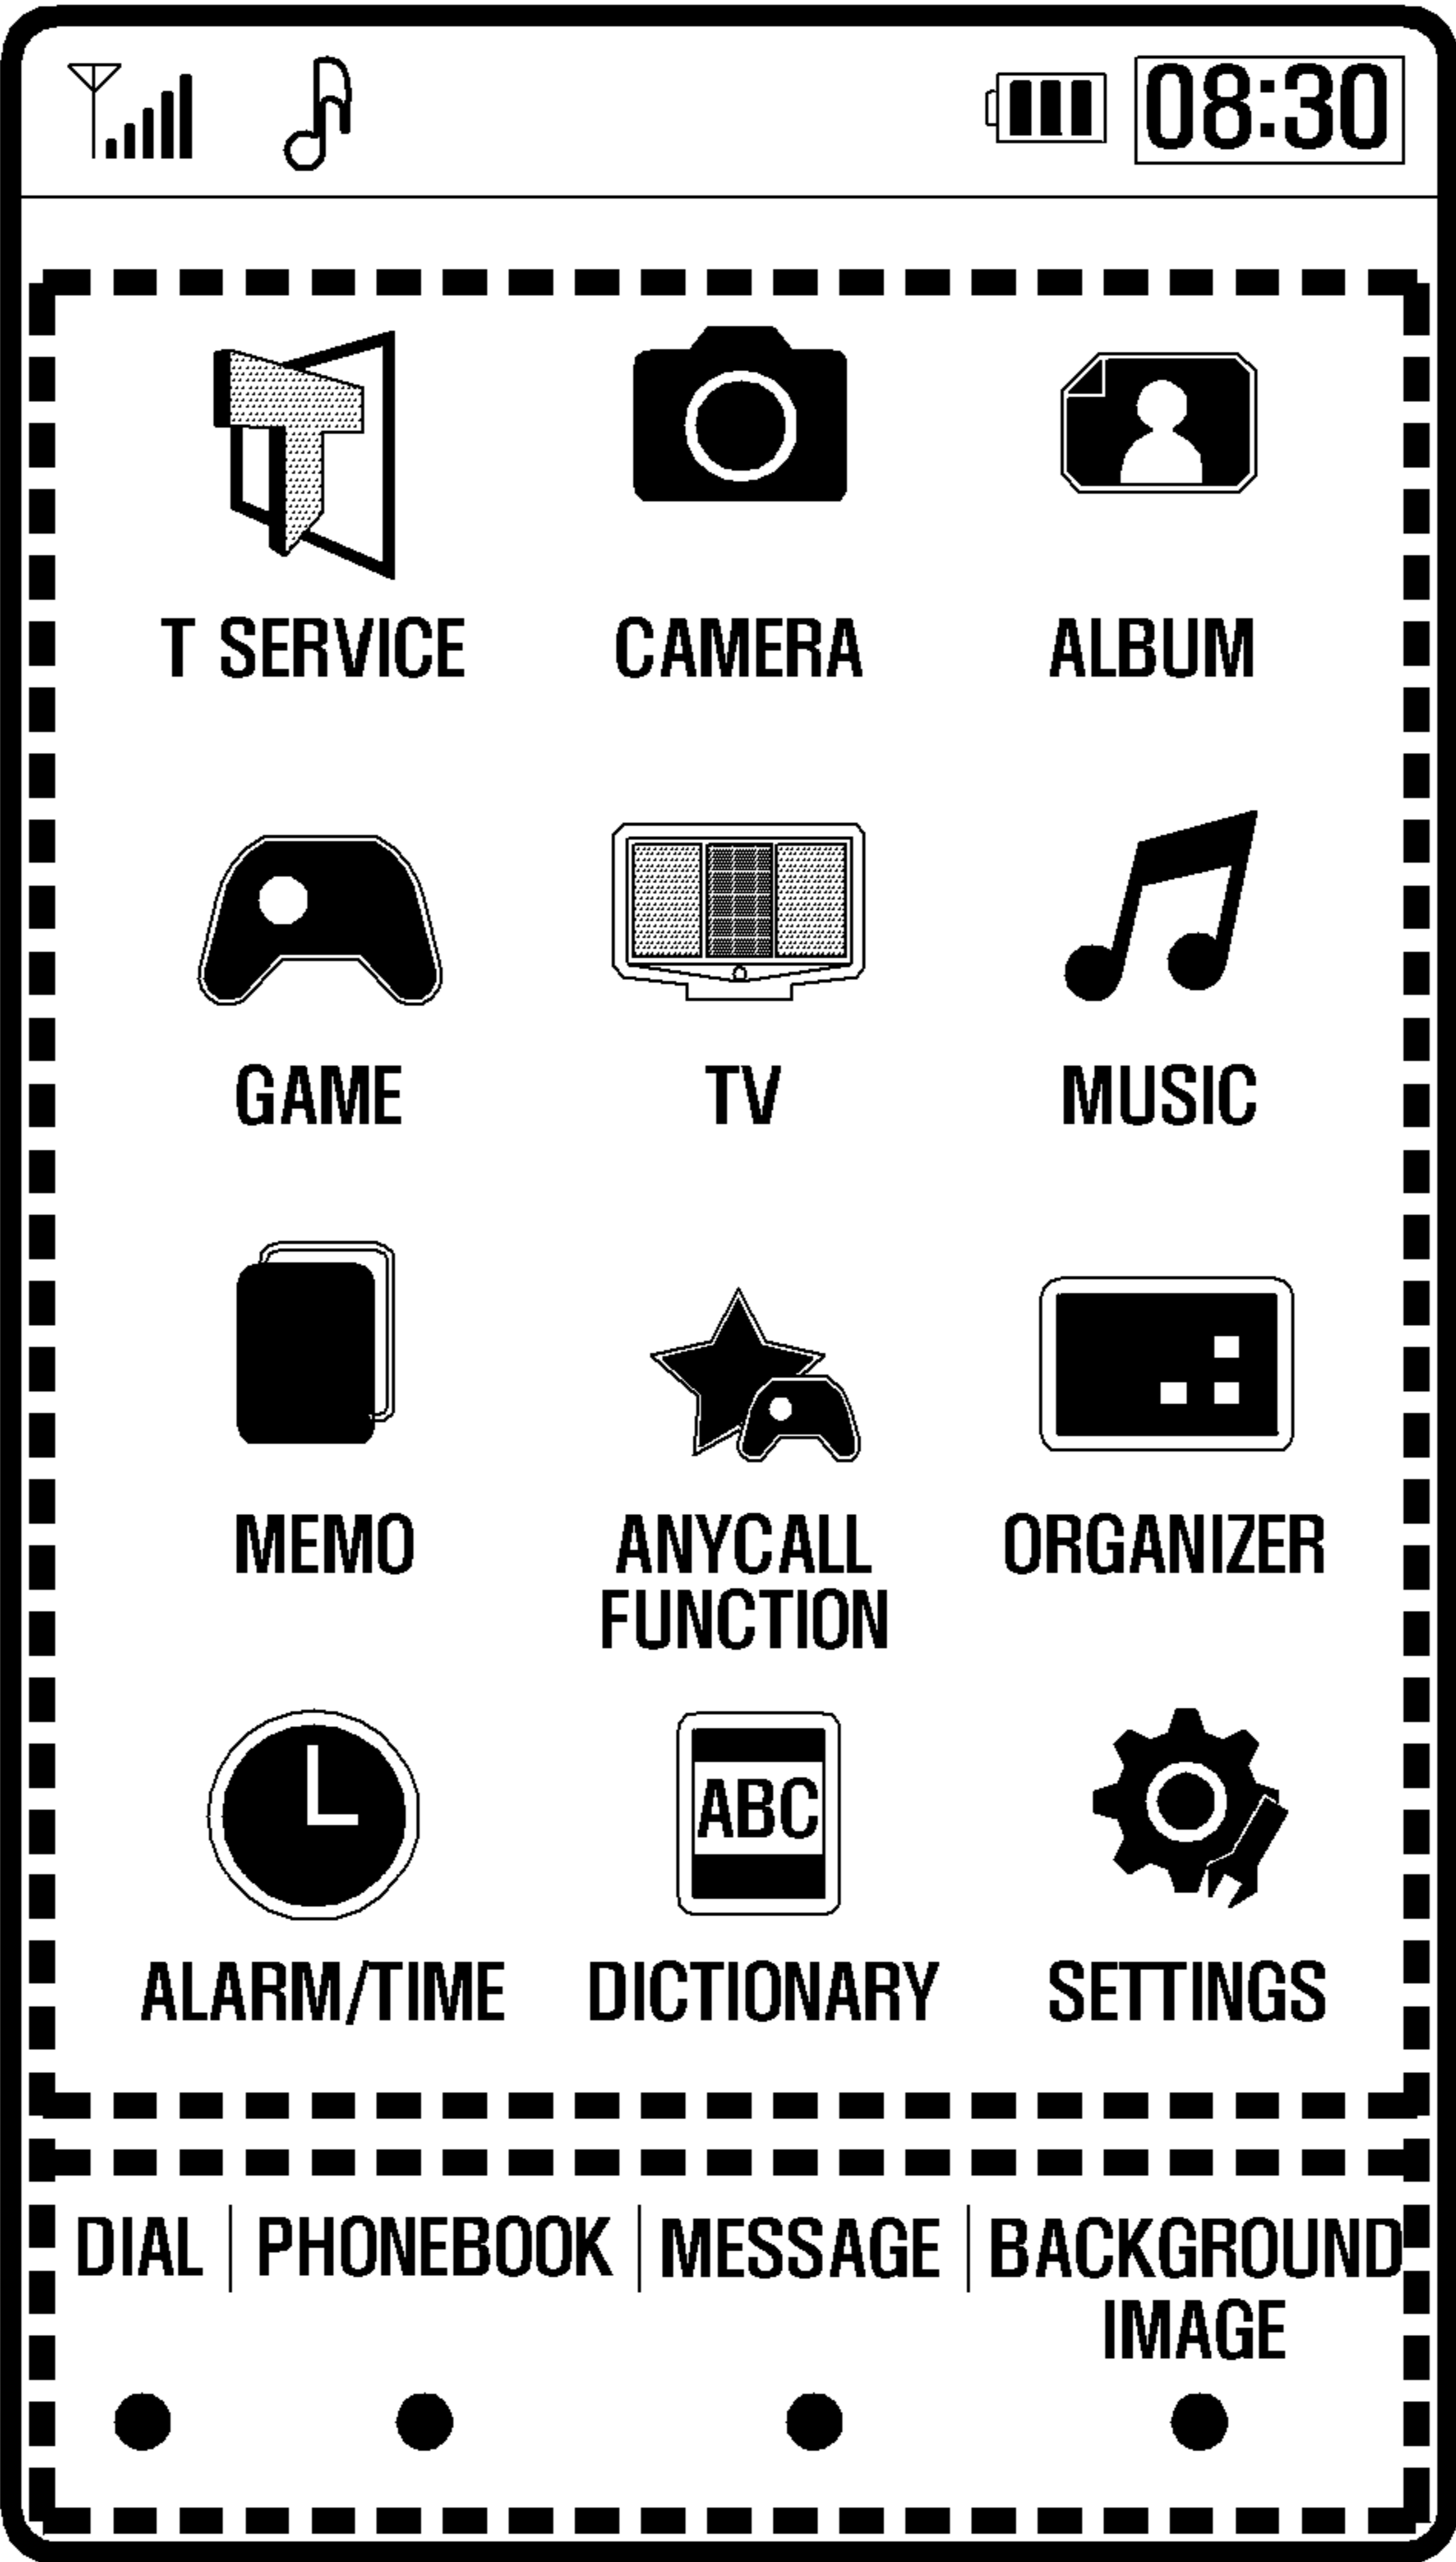 08:30
T SERVICE CAMERA ALBUM
GAME TV MUSIC
MEMO ANYCALL ORGANIZER
FUNCTION
ABC
ALARM/TIME DICTIONARY SETTINGS
DIAL PHONEBOOK MESSAGE BACKGROUND
IMAGE